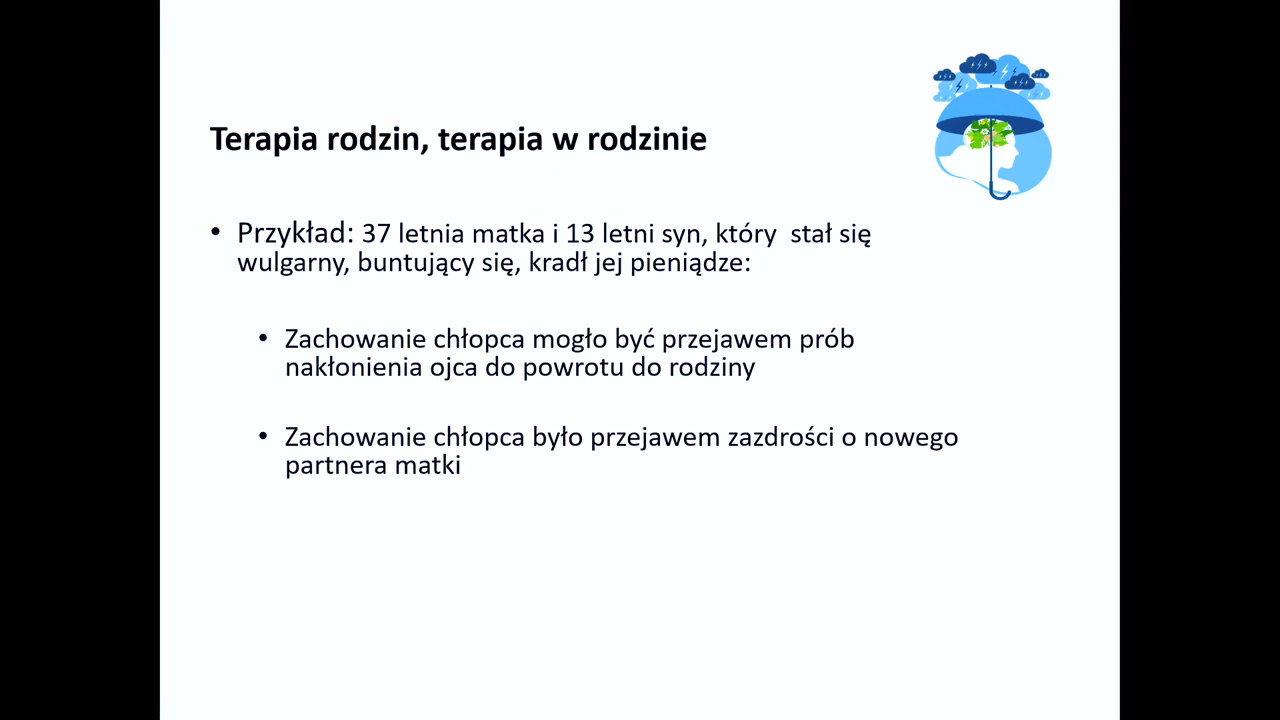 Terapia rodzin, terapia w rodzinie
• Przykład: 37 letnia matka i 13 letni syn, który  stał się
wulgarny, buntujący się, kradł jej pieniądze:
• Zachowanie chłopca mogło być przejawem prób
nakłonienia ojca do powrotu do rodziny
• Zachowanie chłopca było przejawem zazdrości o nowego
partnera matki